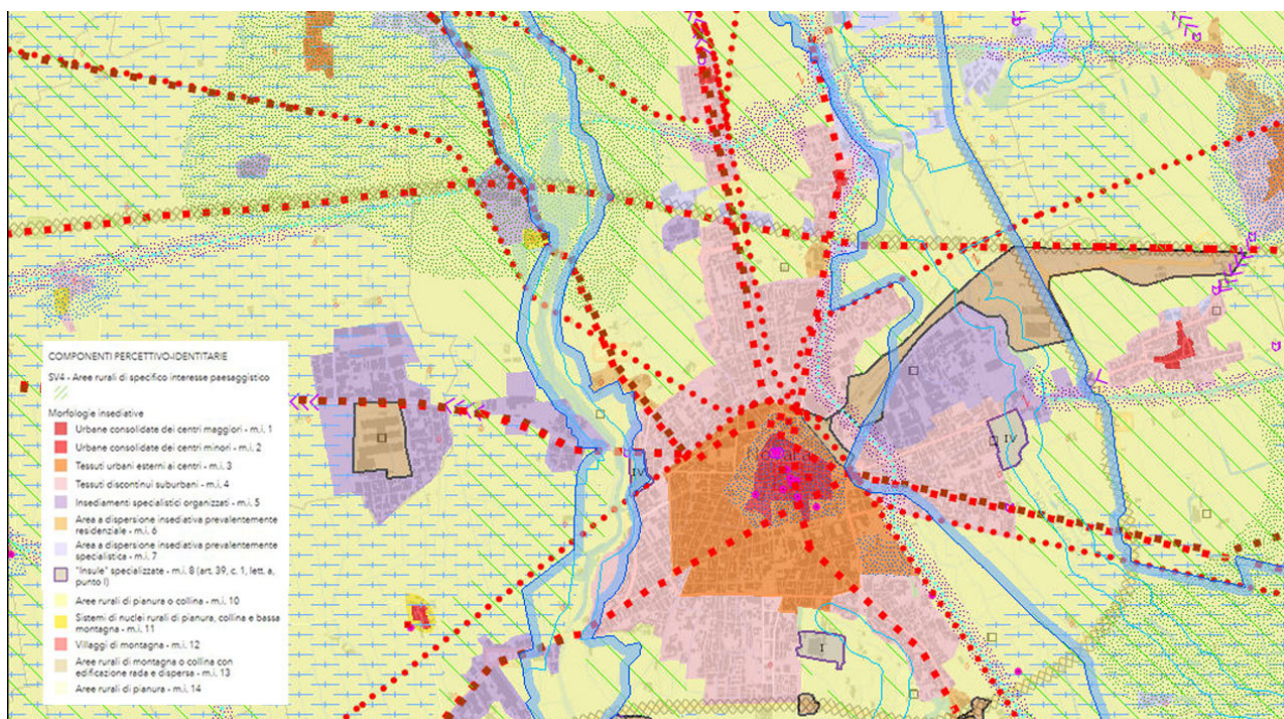 Novara
IV
IV
I
COMPONENTI PERCETTIVO-IDENTITARIE
SV4 - Aree rurali di specifico interesse paesaggistico
Morfologie insediative
Urbane consolidate dei centri maggiori - m.i. 1
Urbane consolidate dei centri minori - m.i. 2
Tessuti urbani esterni ai centri - m.i. 3
Tessuti discontinui suburbani - m.i. 4
Insediamenti specialistici organizzati - m.i. 5
Area a dispersione insediativa prevalentemente
residenziale - m.i. 6
Area a dispersione insediativa prevalentemente
specialistica - m.i. 7
"Insule" specializzate - m.i. 8 (art. 39, c. 1, lett. a,
punto I)
Aree rurali di pianura o collina - m.i. 10
Sistemi di nuclei rurali di pianura, collina e bassa
montagna - m.i. 11
Villaggi di montagna - m.i. 12
Aree rurali di montagna o collina con
edificazione rada e dispersa - m.i. 13
Aree rurali di pianura - m.i. 14